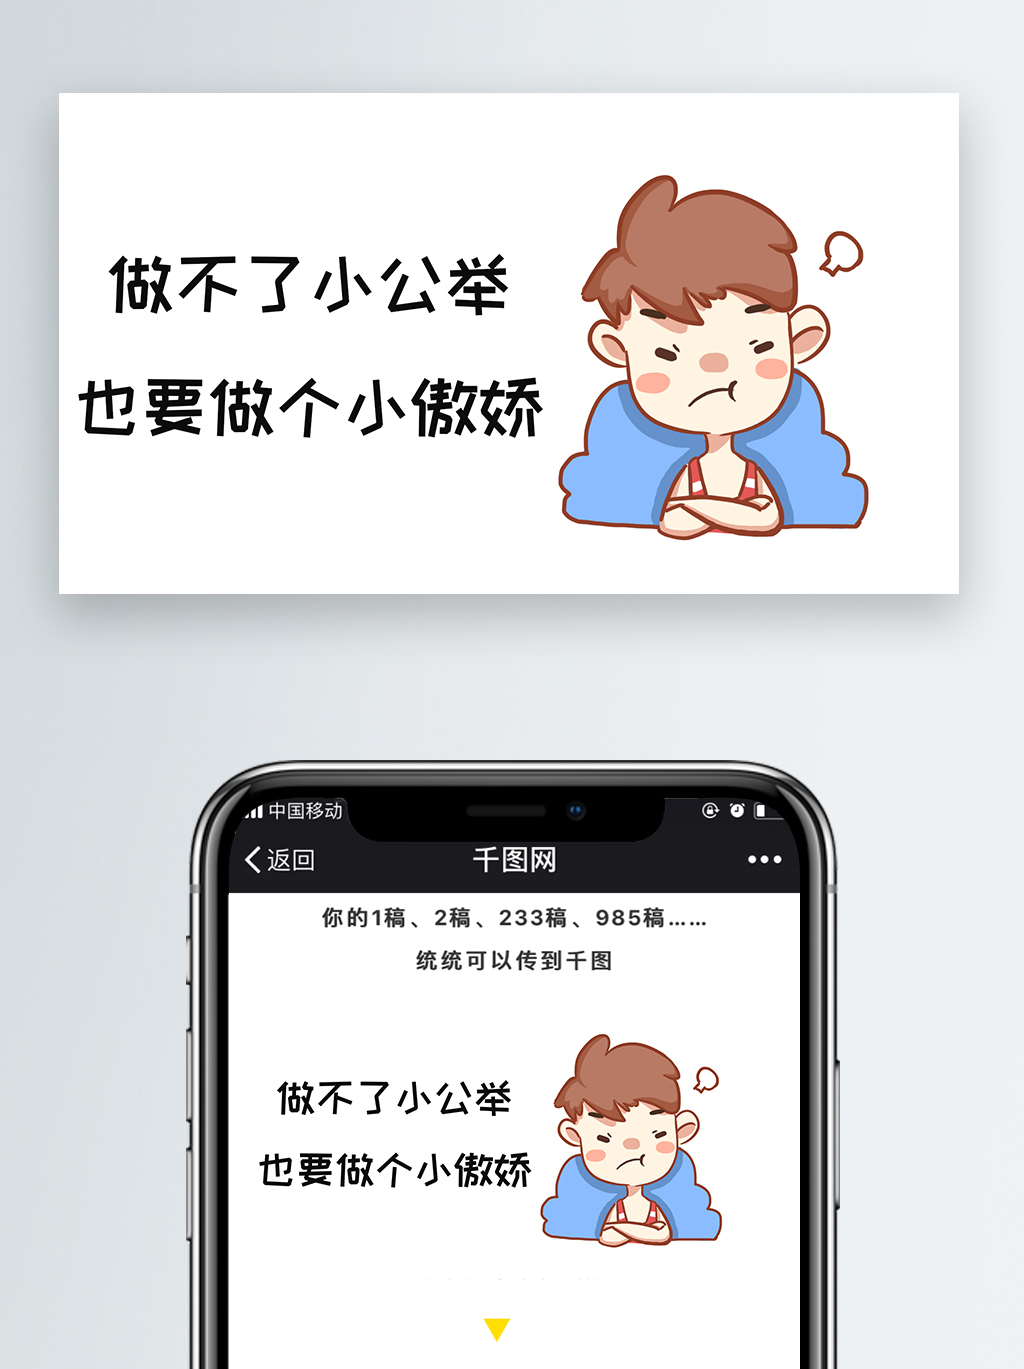 做不了小公举
也要做个小傲娇
中国移动
返回
千图网
你的1稿、2稿、233稿、985稿……
统统可以传到千图
做不了小公举
也要做个小傲娇